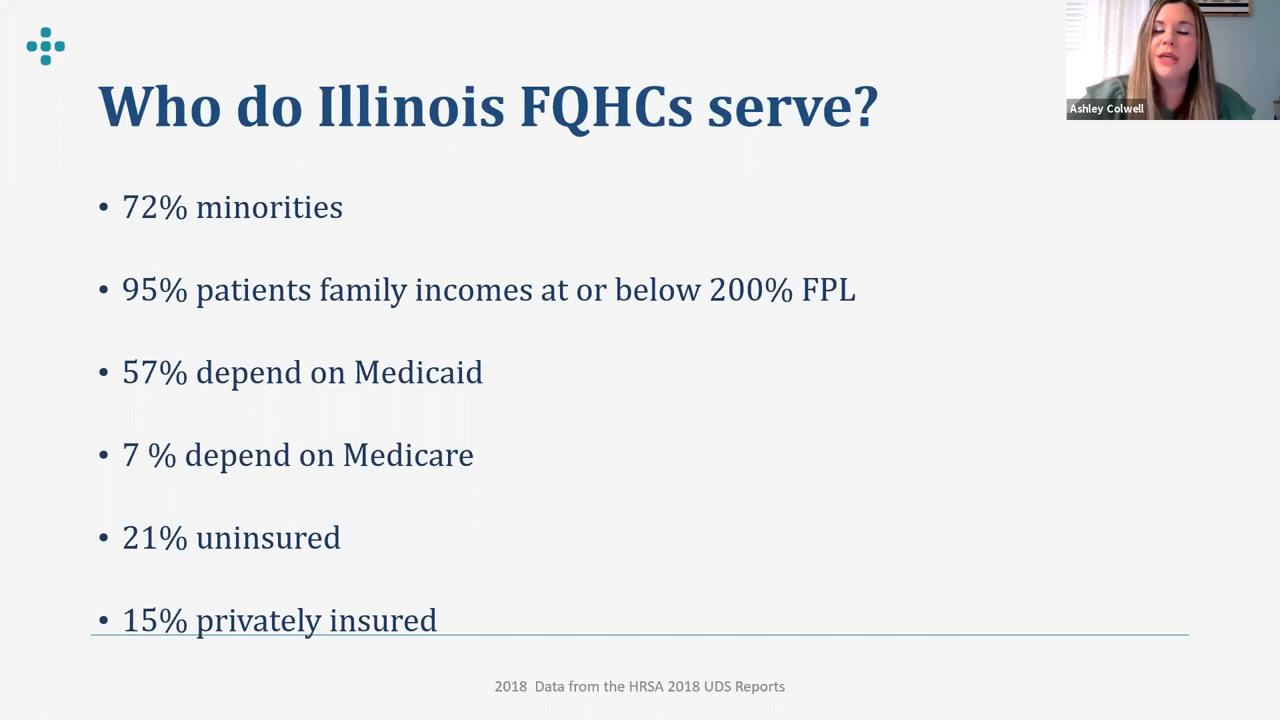 Who do Illinois FQHCs serve?
Ashley Colwell
• 72% minorities
• 95% patients family incomes at or below 200% FPL
• 57% depend on Medicaid
• 7 % depend on Medicare
• 21% uninsured
• 15% privately insured
2018 Data from the HRSA 2018 UDS Reports